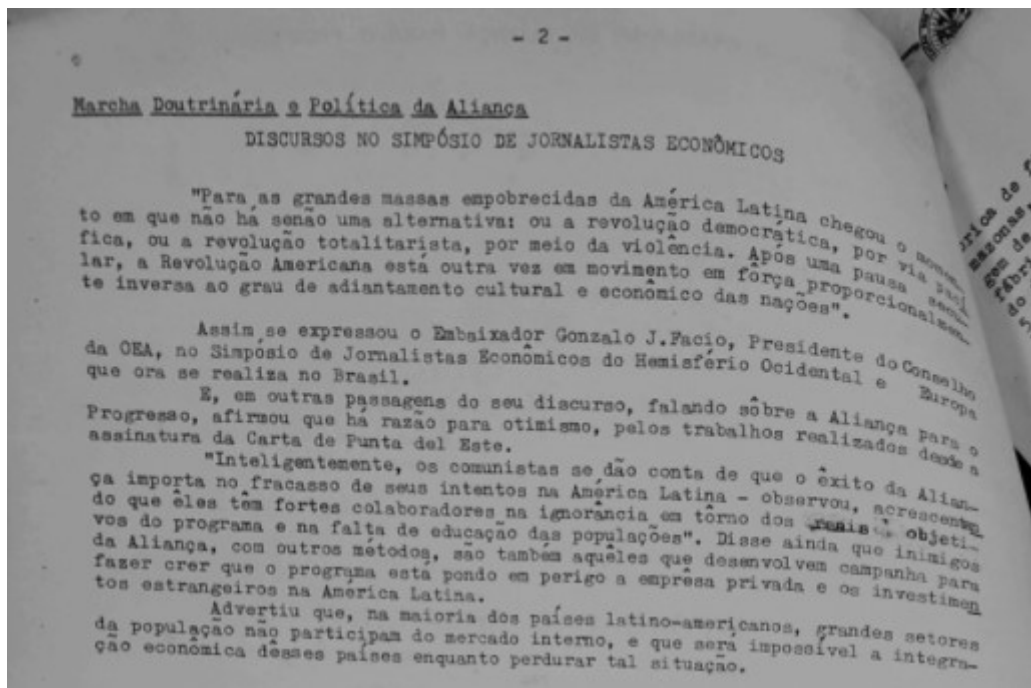 - 2 -
Marcha Doutrinária e Política da Aliança
DISCURSOS NO SIMPÓSIO DE JORNALISTAS ECONÔMICOS
"Para as grandes massas empobrecidas da América Latina chegou o momen-
to em que não há senão uma alternativa: ou a revolução democrática, por via pací
fica, ou a revolução totalitarista, por meio da violência. Após uma pausa secu-
lar, a Revolução Americana está outra vez em movimento em fôrça proporcionalmen-
te inversa ao grau de adiantamento cultural e econômico das nações".
Assim se expressou o Embaixador Gonzalo J.Facio, Presidente do Conselho
da OEA, no Simpósio de Jornalistas Econômicos do Hemisfério Ocidental e Europa
que ora se realiza no Brasil.
E, em outras passagens do seu discurso, falando sôbre a Aliança para o
Progresso, afirmou que há razão para otimismo, pelos trabalhos realizados desde a
assinatura da Carta de Punta del Este.
"Inteligentemente, os comunistas se dão conta de que o êxito da Alian-
ça importa no fracasso de seus intentos na América Latina - observou, acrescentan
do que êles têm fortes colaboradores na ignorância em tôrno dos reais objeti-
vos do programa e na falta de educação das populações". Disse ainda que inimigos
da Aliança, com outros métodos, são também aquêles que desenvolvem campanha para
fazer crer que o programa está pondo em perigo a emprêsa privada e os investimen
tos estrangeiros na América Latina.
Advertiu que, na maioria dos países latino-americanos, grandes setores
da população não participam do mercado interno, e que será impossível a integra-
ção econômica dêsses países enquanto perdurar tal situação.
rica de
mazonas
gem de
fábri
do